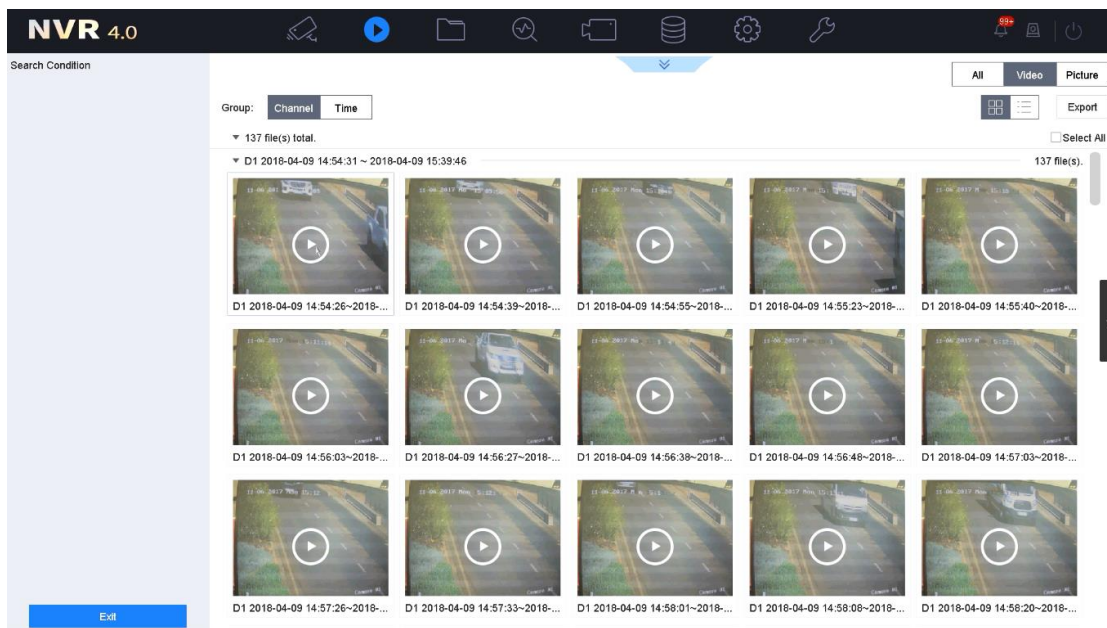 NVR 4.0
99+
Search Condition
All Video Picture
Group: Channel Time
Export
137 file(s) total.
Select All
D1 2018-04-09 14:54:31 ~ 2018-04-09 15:39:46
137 file(s).
D1 2018-04-09 14:54:26~2018-... D1 2018-04-09 14:54:39~2018-... D1 2018-04-09 14:54:55~2018-... D1 2018-04-09 14:55:23~2018-... D1 2018-04-09 14:55:40~2018-...
D1 2018-04-09 14:56:03~2018-... D1 2018-04-09 14:56:27~2018-... D1 2018-04-09 14:56:38~2018-... D1 2018-04-09 14:56:48~2018-... D1 2018-04-09 14:57:03~2018-...
D1 2018-04-09 14:57:26~2018-... D1 2018-04-09 14:57:33~2018-... D1 2018-04-09 14:58:01~2018-... D1 2018-04-09 14:58:08~2018-... D1 2018-04-09 14:58:20~2018-...
Exit